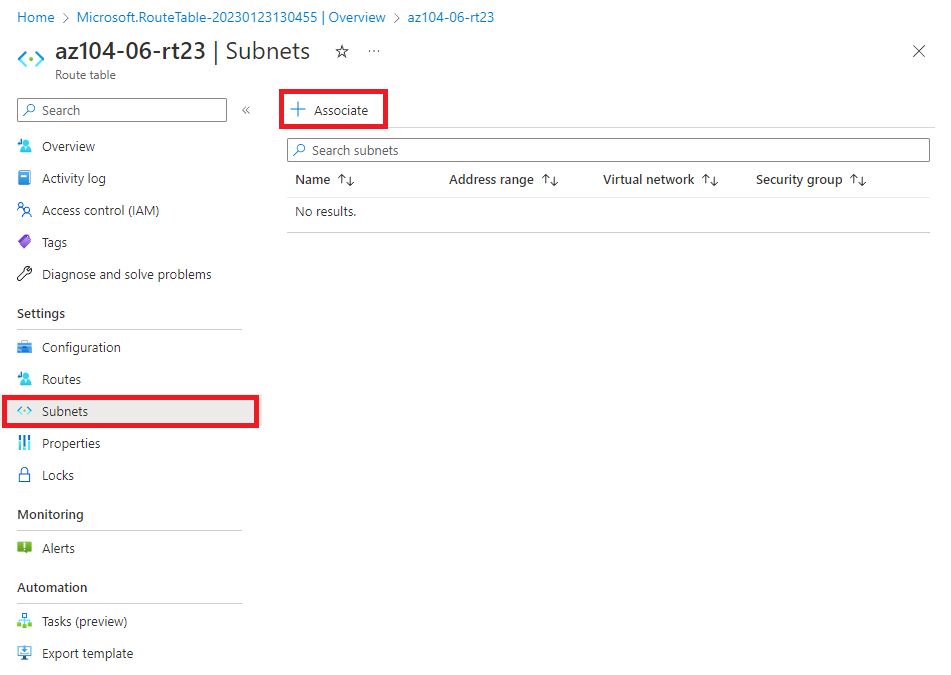 Home > Microsoft.RouteTable-20230123130455 | Overview > az104-06-rt23
az104-06-rt23 | Subnets ☆ ···
Route table
Search «
Overview
Activity log
Access control (IAM)
Tags
Diagnose and solve problems
Settings
Configuration
Routes
Subnets
Properties
Locks
Monitoring
Alerts
Automation
Tasks (preview)
Export template
+ Associate
Search subnets
Name ↑↓ Address range ↑↓ Virtual network ↑↓ Security group ↑↓
No results.